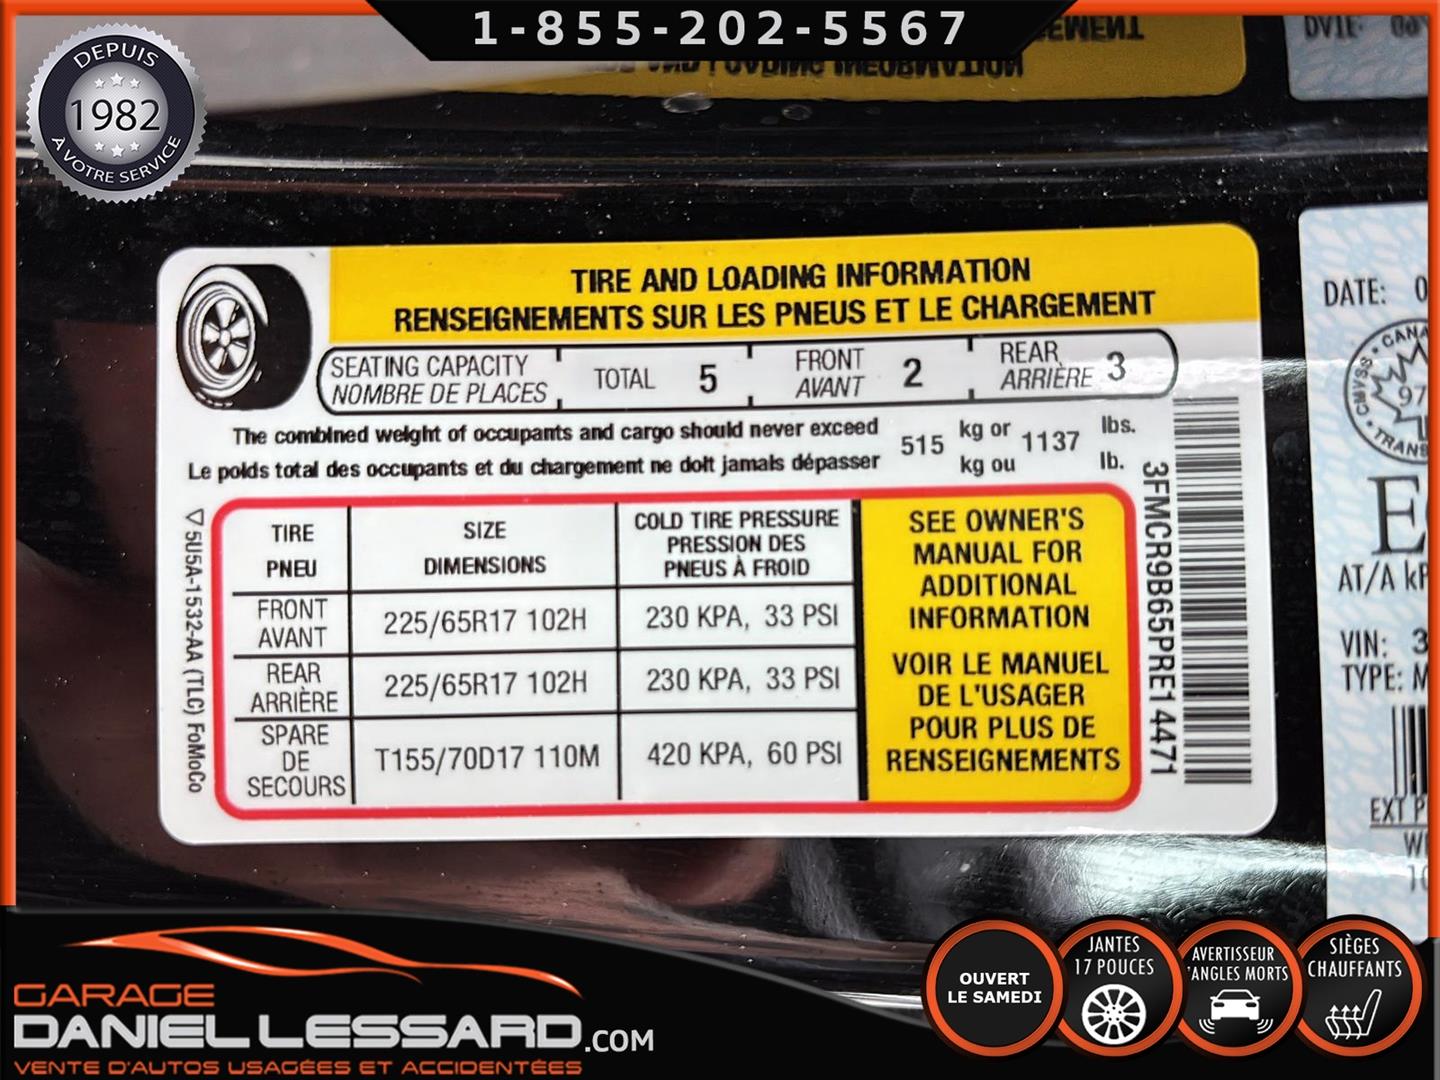 1-855-202-5567
DEPUIS
1982
À VOTRE SERVICE
TIRE AND LOADING INFORMATION
RENSEIGNEMENTS SUR LES PNEUS ET LE CHARGEMENT
SEATING CAPACITY
NOMBRE DE PLACES
TOTAL 5
FRONT
AVANT 2
REAR
ARRIÈRE 3
The combined weight of occupants and cargo should never exceed 515 kg or 1137 lbs.
Le poids total des occupants et du chargement ne doit jamais dépasser kg ou lb.
5U5A-1532-AA (TLC) FoMoCo
TIRE
PNEU
SIZE
DIMENSIONS
COLD TIRE PRESSURE
PRESSION DES
PNEUS À FROID
FRONT
AVANT
225/65R17 102H
230 KPA, 33 PSI
REAR
ARRIÈRE
225/65R17 102H
230 KPA, 33 PSI
SPARE
DE
SECOURS
T155/70D17 110M
420 KPA, 60 PSI
SEE OWNER'S
MANUAL FOR
ADDITIONAL
INFORMATION
VOIR LE MANUEL
DE L'USAGER
POUR PLUS DE
RENSEIGNEMENTS
3FMCR9B65PRE14471
DATE: 0
CMVSS
TRANS
AT/A
VIN: 3
TYPE: M
EXT P
GARAGE
DANIEL LESSARD.COM
VENTE D'AUTOS USAGÉES ET ACCIDENTÉES
OUVERT
LE SAMEDI
JANTES
17 POUCES
AVERTISSEUR
'ANGLES MORTS
SIÈGES
CHAUFFANTS